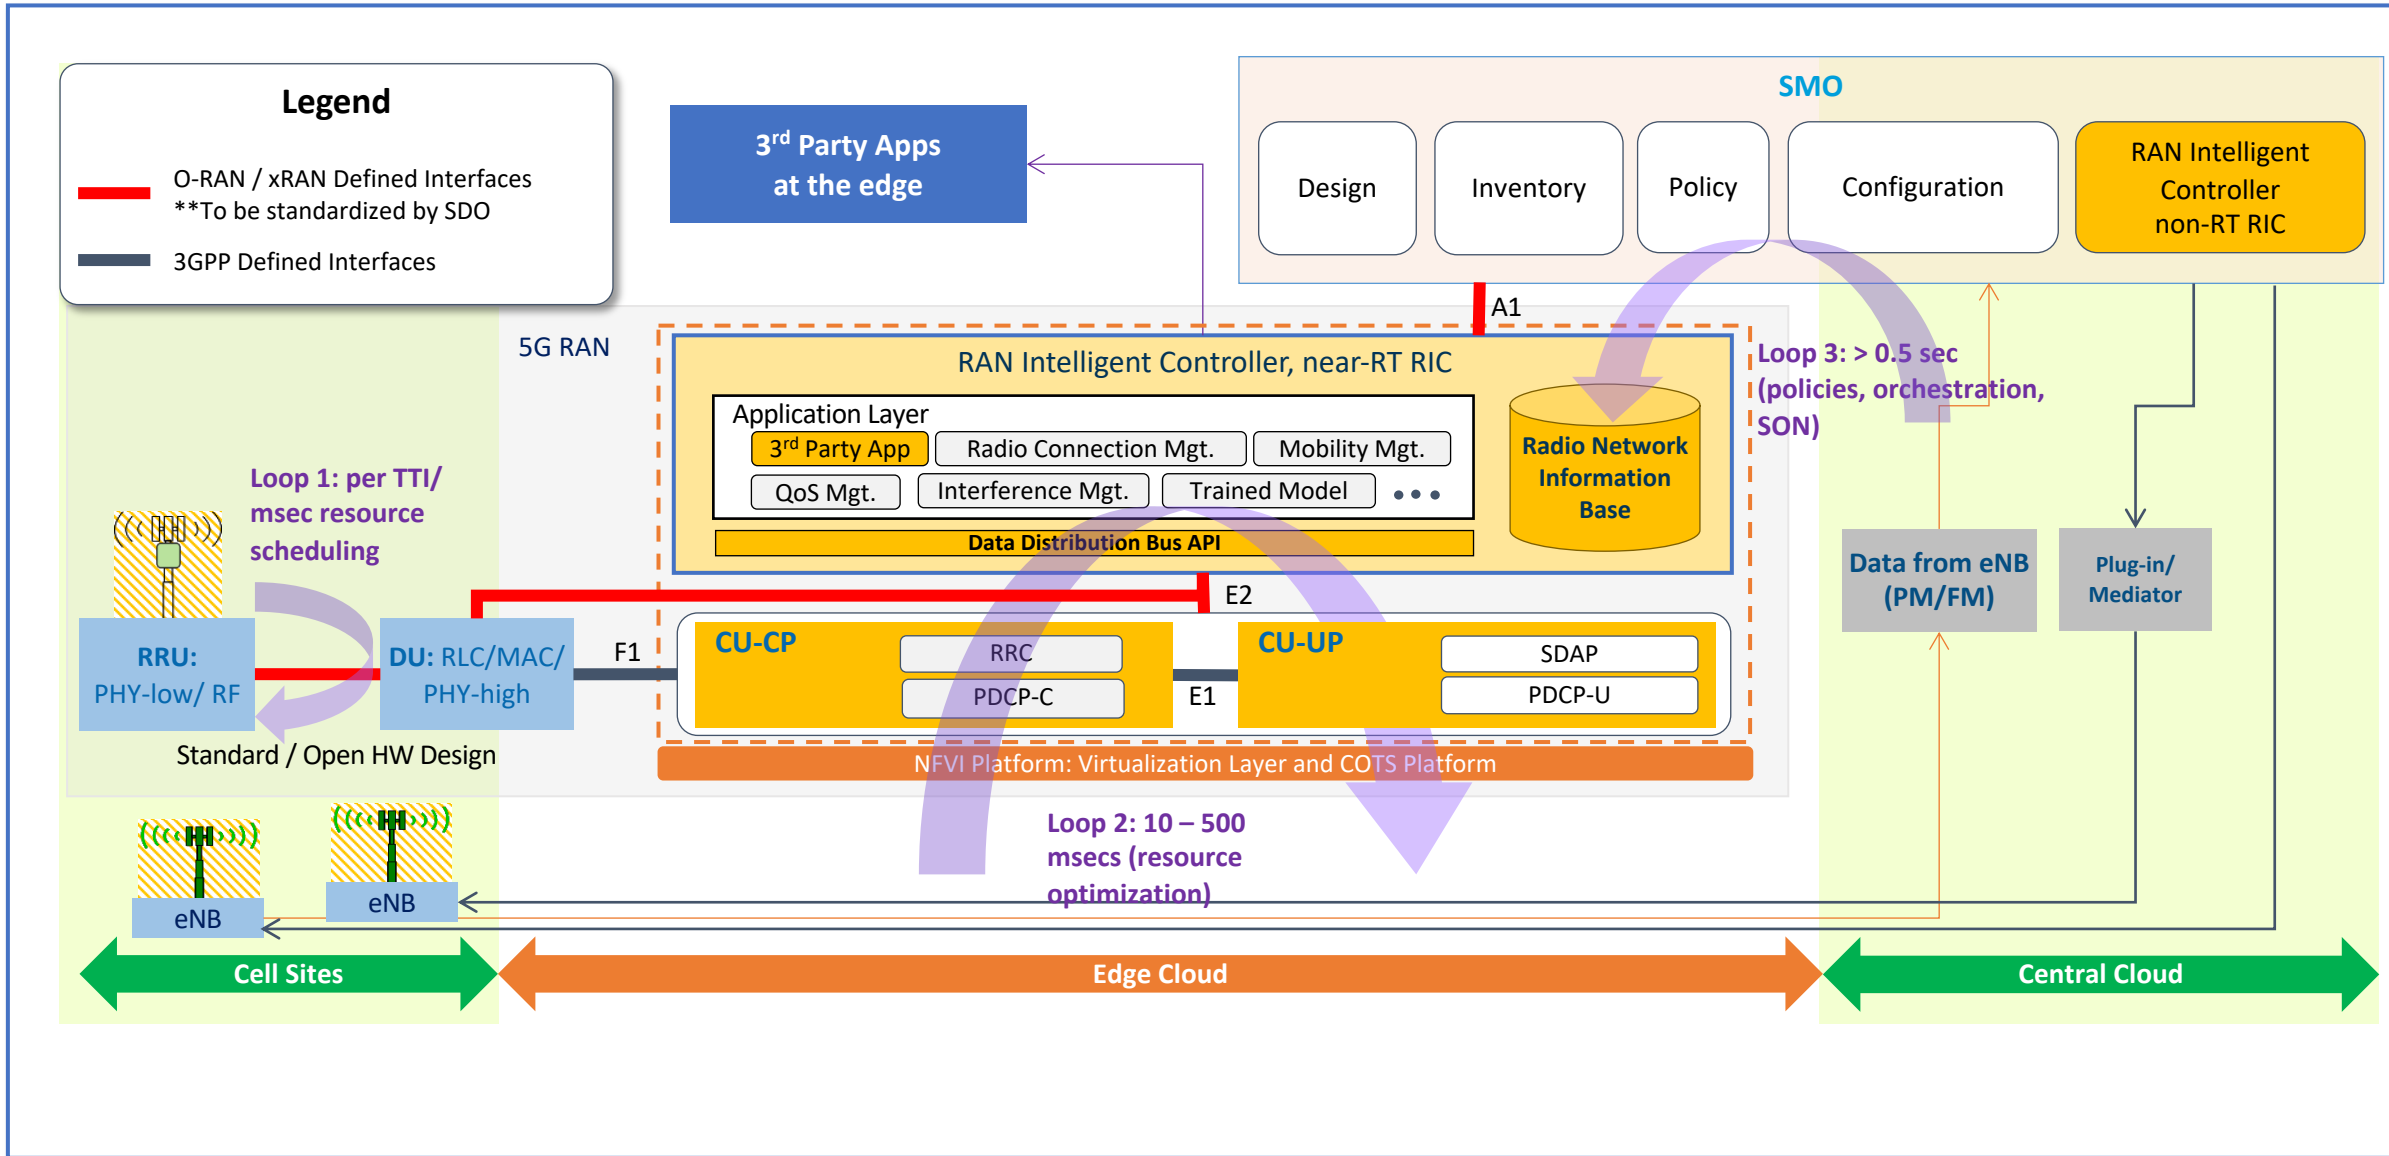 Legend
O-RAN / xRAN Defined Interfaces
**To be standardized by SDO
3GPP Defined Interfaces
3rd Party Apps
at the edge
SMO
Design
Inventory
Policy
Configuration
RAN Intelligent
Controller
non-RT RIC
A1
5G RAN
RAN Intelligent Controller, near-RT RIC
Application Layer
3rd Party App
Radio Connection Mgt.
Mobility Mgt.
QoS Mgt.
Interference Mgt.
Trained Model
Data Distribution Bus API
Radio Network
Information
Base
Loop 3: > 0.5 sec
(policies, orchestration,
SON)
Loop 1: per TTI/
msec resource
scheduling
Data from eNB
(PM/FM)
Plug-in/
Mediator
E2
RRU:
PHY-low/ RF
DU: RLC/MAC/
PHY-high
F1
CU-CP
RRC
PDCP-C
E1
CU-UP
SDAP
PDCP-U
Standard / Open HW Design
NFVI Platform: Virtualization Layer and COTS Platform
Loop 2: 10 – 500
msecs (resource
optimization)
eNB
eNB
Cell Sites
Edge Cloud
Central Cloud